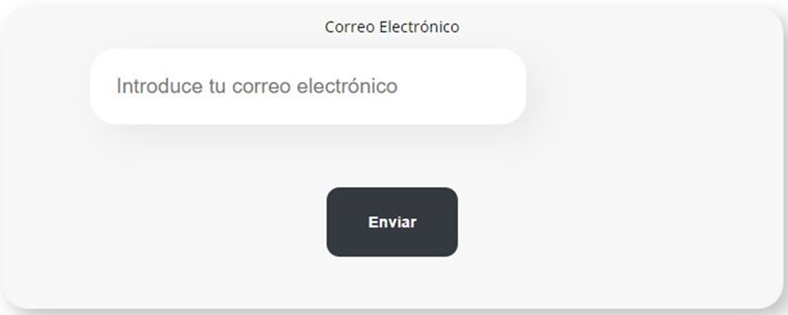 Correo Electrónico
Introduce tu correo electrónico
Enviar